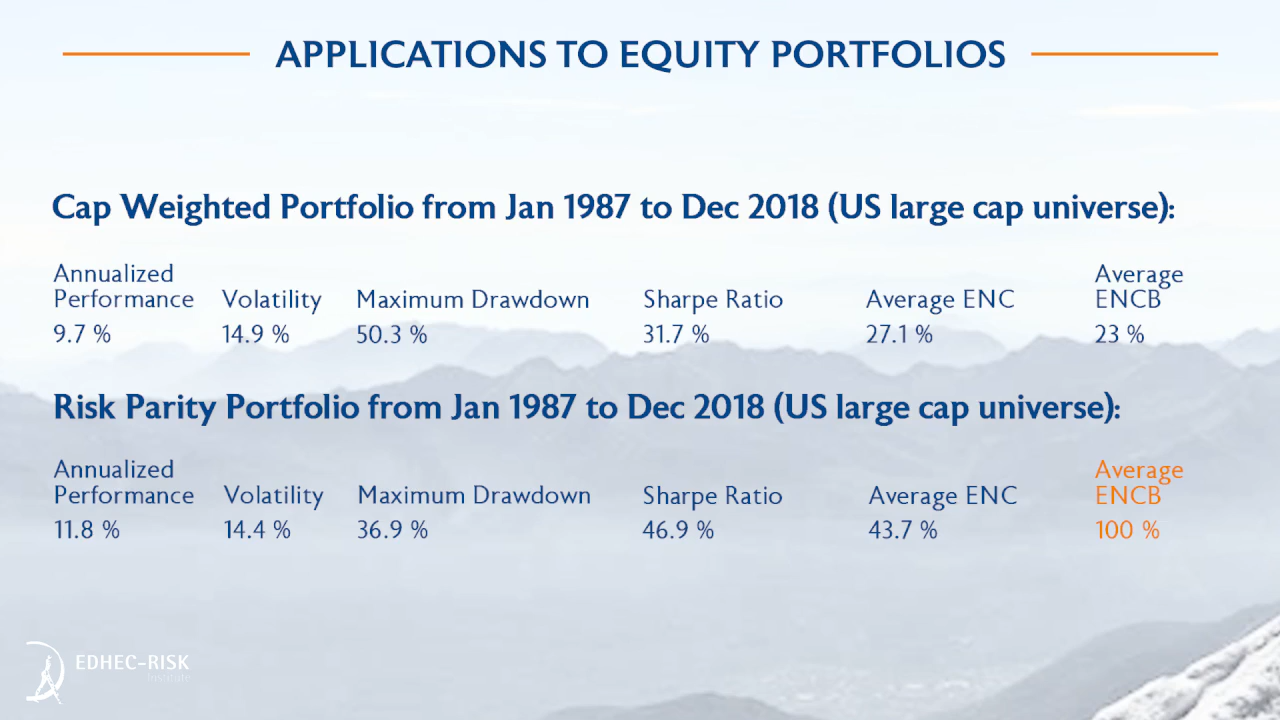 APPLICATIONS TO EQUITY PORTFOLIOS
Cap Weighted Portfolio from Jan 1987 to Dec 2018 (US large cap universe):
Annualized Performance Volatility Maximum Drawdown Sharpe Ratio Average ENC Average ENCB
9.7 % 14.9 % 50.3 % 31.7 % 27.1 % 23 %
Risk Parity Portfolio from Jan 1987 to Dec 2018 (US large cap universe):
Annualized Performance Volatility Maximum Drawdown Sharpe Ratio Average ENC Average ENCB
11.8 % 14.4 % 36.9 % 46.9 % 43.7 % 100 %
EDHEC-RISK
Institute